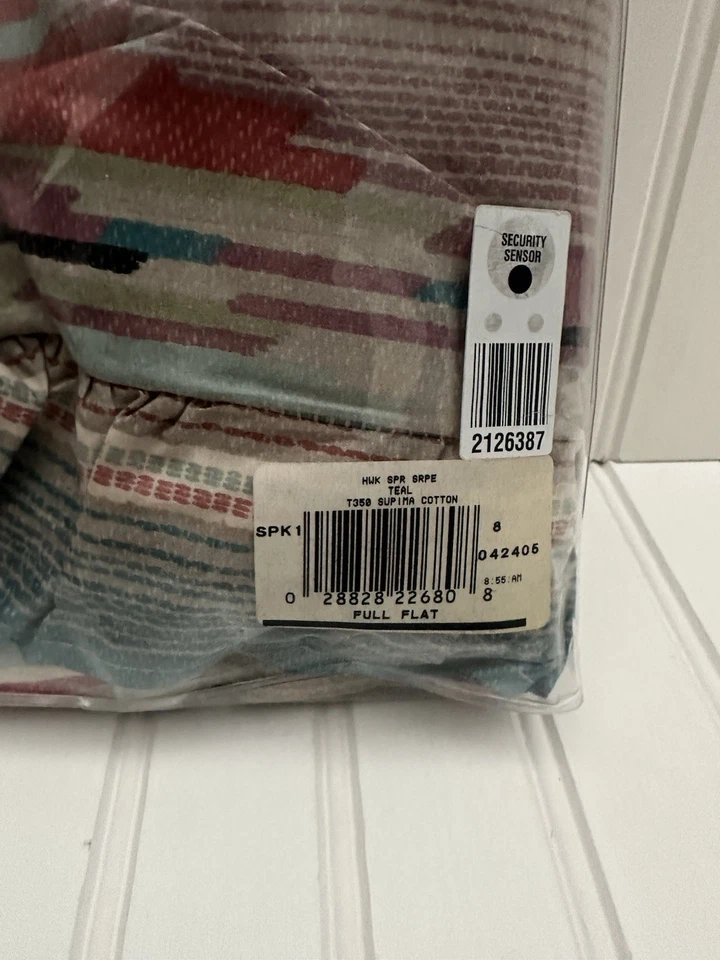 SECURITY
SENSOR
2126387
HWK SPR SRPE
TEAL
T350 SUPIMA COTTON
SPK1 8
042405
8:55:AM
0 28828 22680 8
FULL FLAT